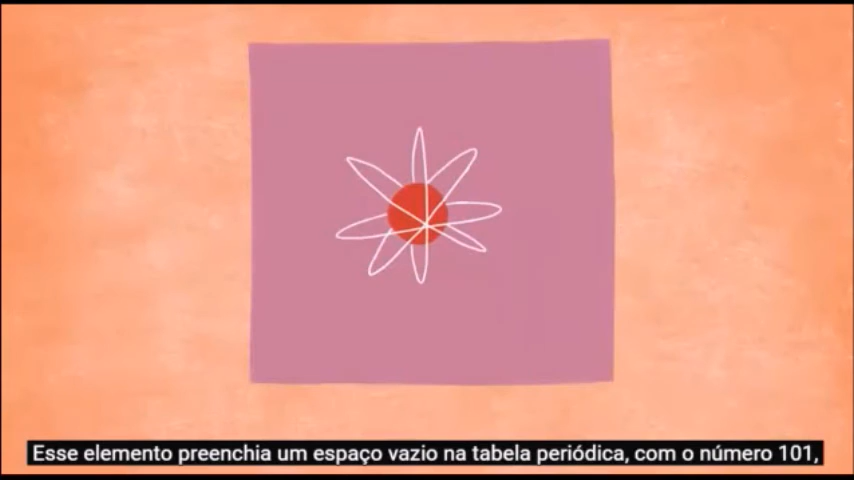 Esse elemento preenchia um espaço vazio na tabela periódica, com o número 101,